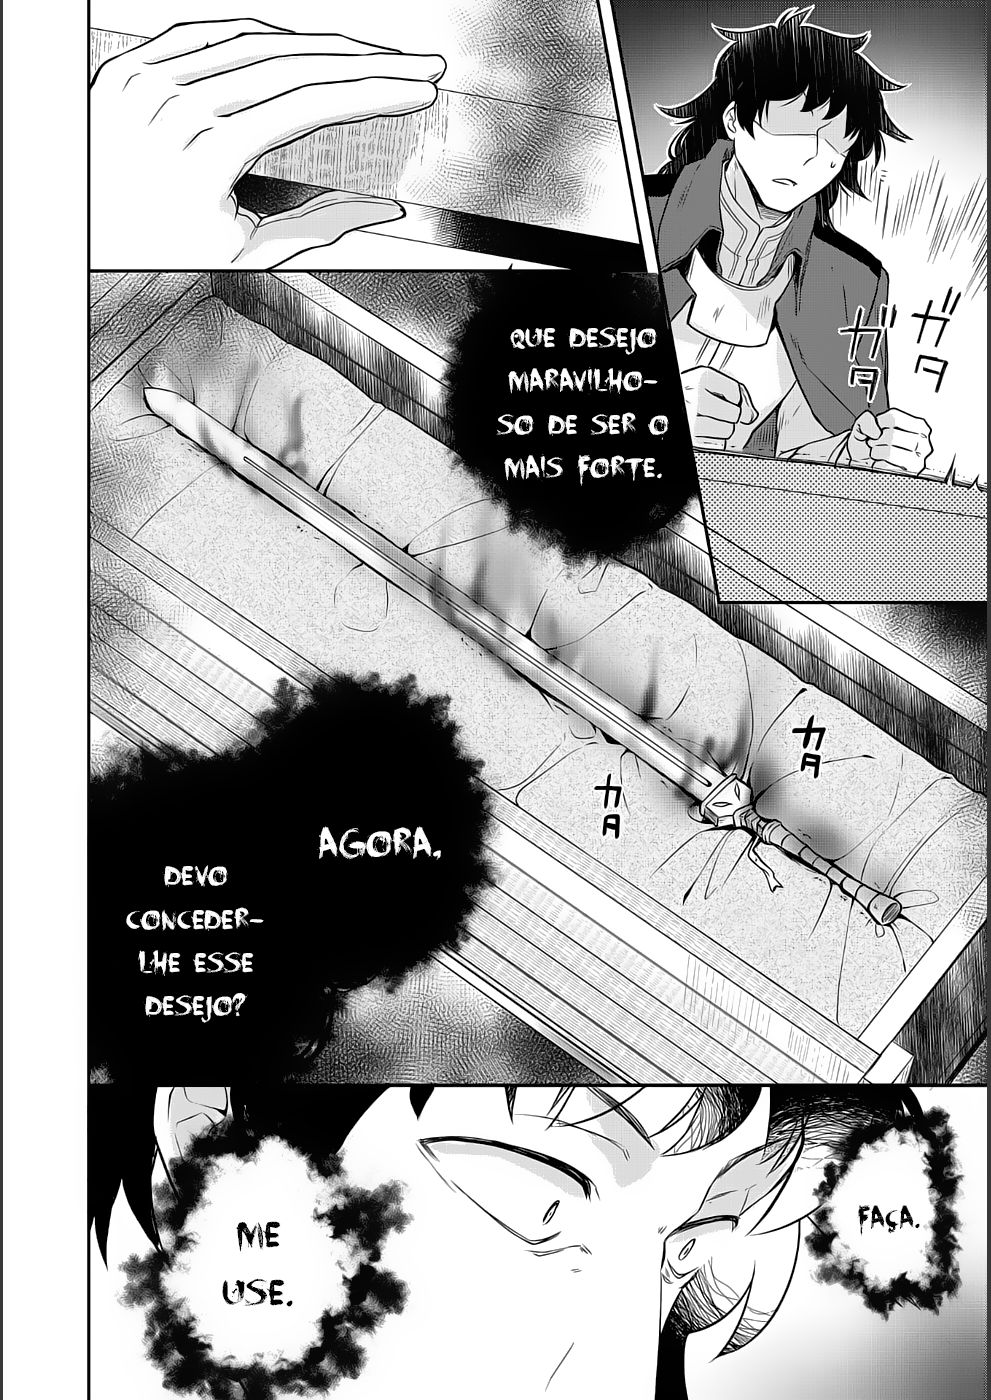 ガタ
ガタ
QUE DESEJO
MARAVILHO-
SO DE SER O
MAIS FORTE.
カタ
カタ
AGORA,
DEVO
CONCEDER-
LHE ESSE
DESEJO?
FAÇA.
ME
USE.